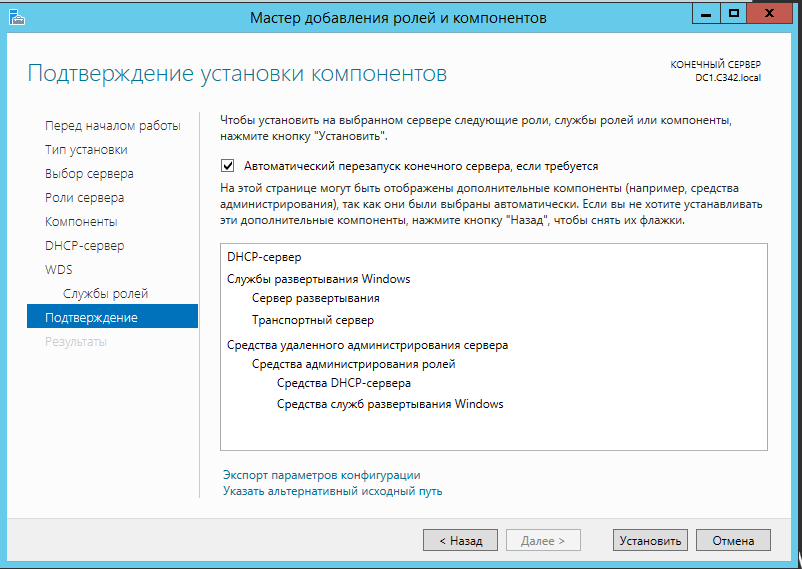 Мастер добавления ролей и компонентов
Подтверждение установки компонентов
КОНЕЧНЫЙ СЕРВЕР
DC1.C342.local
Перед началом работы
Тип установки
Выбор сервера
Роли сервера
Компоненты
DHCP-сервер
WDS
Службы ролей
Подтверждение
Результаты
Чтобы установить на выбранном сервере следующие роли, службы ролей или компоненты,
нажмите кнопку "Установить".
Автоматический перезапуск конечного сервера, если требуется
На этой странице могут быть отображены дополнительные компоненты (например, средства
администрирования), так как они были выбраны автоматически. Если вы не хотите устанавливать
эти дополнительные компоненты, нажмите кнопку "Назад", чтобы снять их флажки.
DHCP-сервер
Службы развертывания Windows
Сервер развертывания
Транспортный сервер
Средства удаленного администрирования сервера
Средства администрирования ролей
Средства DHCP-сервера
Средства служб развертывания Windows
Экспорт параметров конфигурации
Указать альтернативный исходный путь
< Назад
Далее >
Установить
Отмена